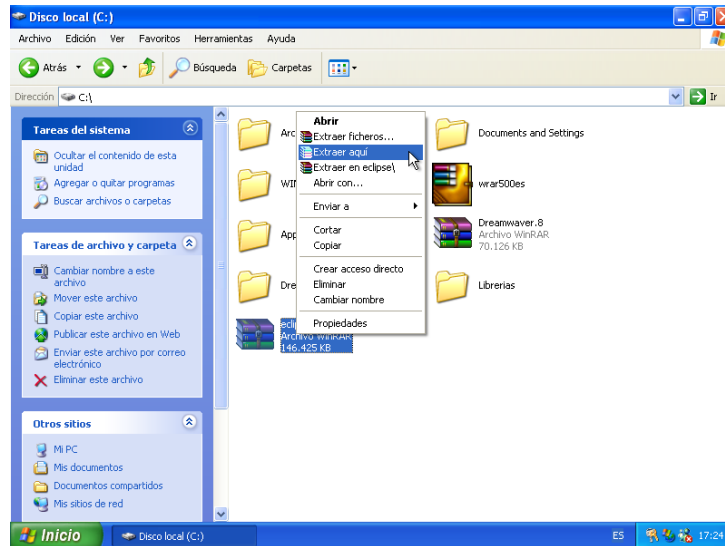 Disco local (C:)
Archivo Edición Ver Favoritos Herramientas Ayuda
Atrás Búsqueda Carpetas
Dirección C:\ Ir
Tareas del sistema
Ocultar el contenido de esta
unidad
Agregar o quitar programas
Buscar archivos o carpetas
Tareas de archivo y carpeta
Cambiar nombre a este
archivo
Mover este archivo
Copiar este archivo
Publicar este archivo en Web
Enviar este archivo por correo
electrónico
Eliminar este archivo
Otros sitios
Mi PC
Mis documentos
Documentos compartidos
Mis sitios de red
Abrir
Extraer ficheros...
Extraer aquí
Extraer en eclipse\
Abrir con...
Enviar a
Cortar
Copiar
Crear acceso directo
Eliminar
Cambiar nombre
Propiedades
Documents and Settings
wrar500es
Dreamwaver.8
Archivo WinRAR
70.126 KB
Librerias
Archivo WinRAR
146.425 KB
Inicio Disco local (C:) ES 17:24